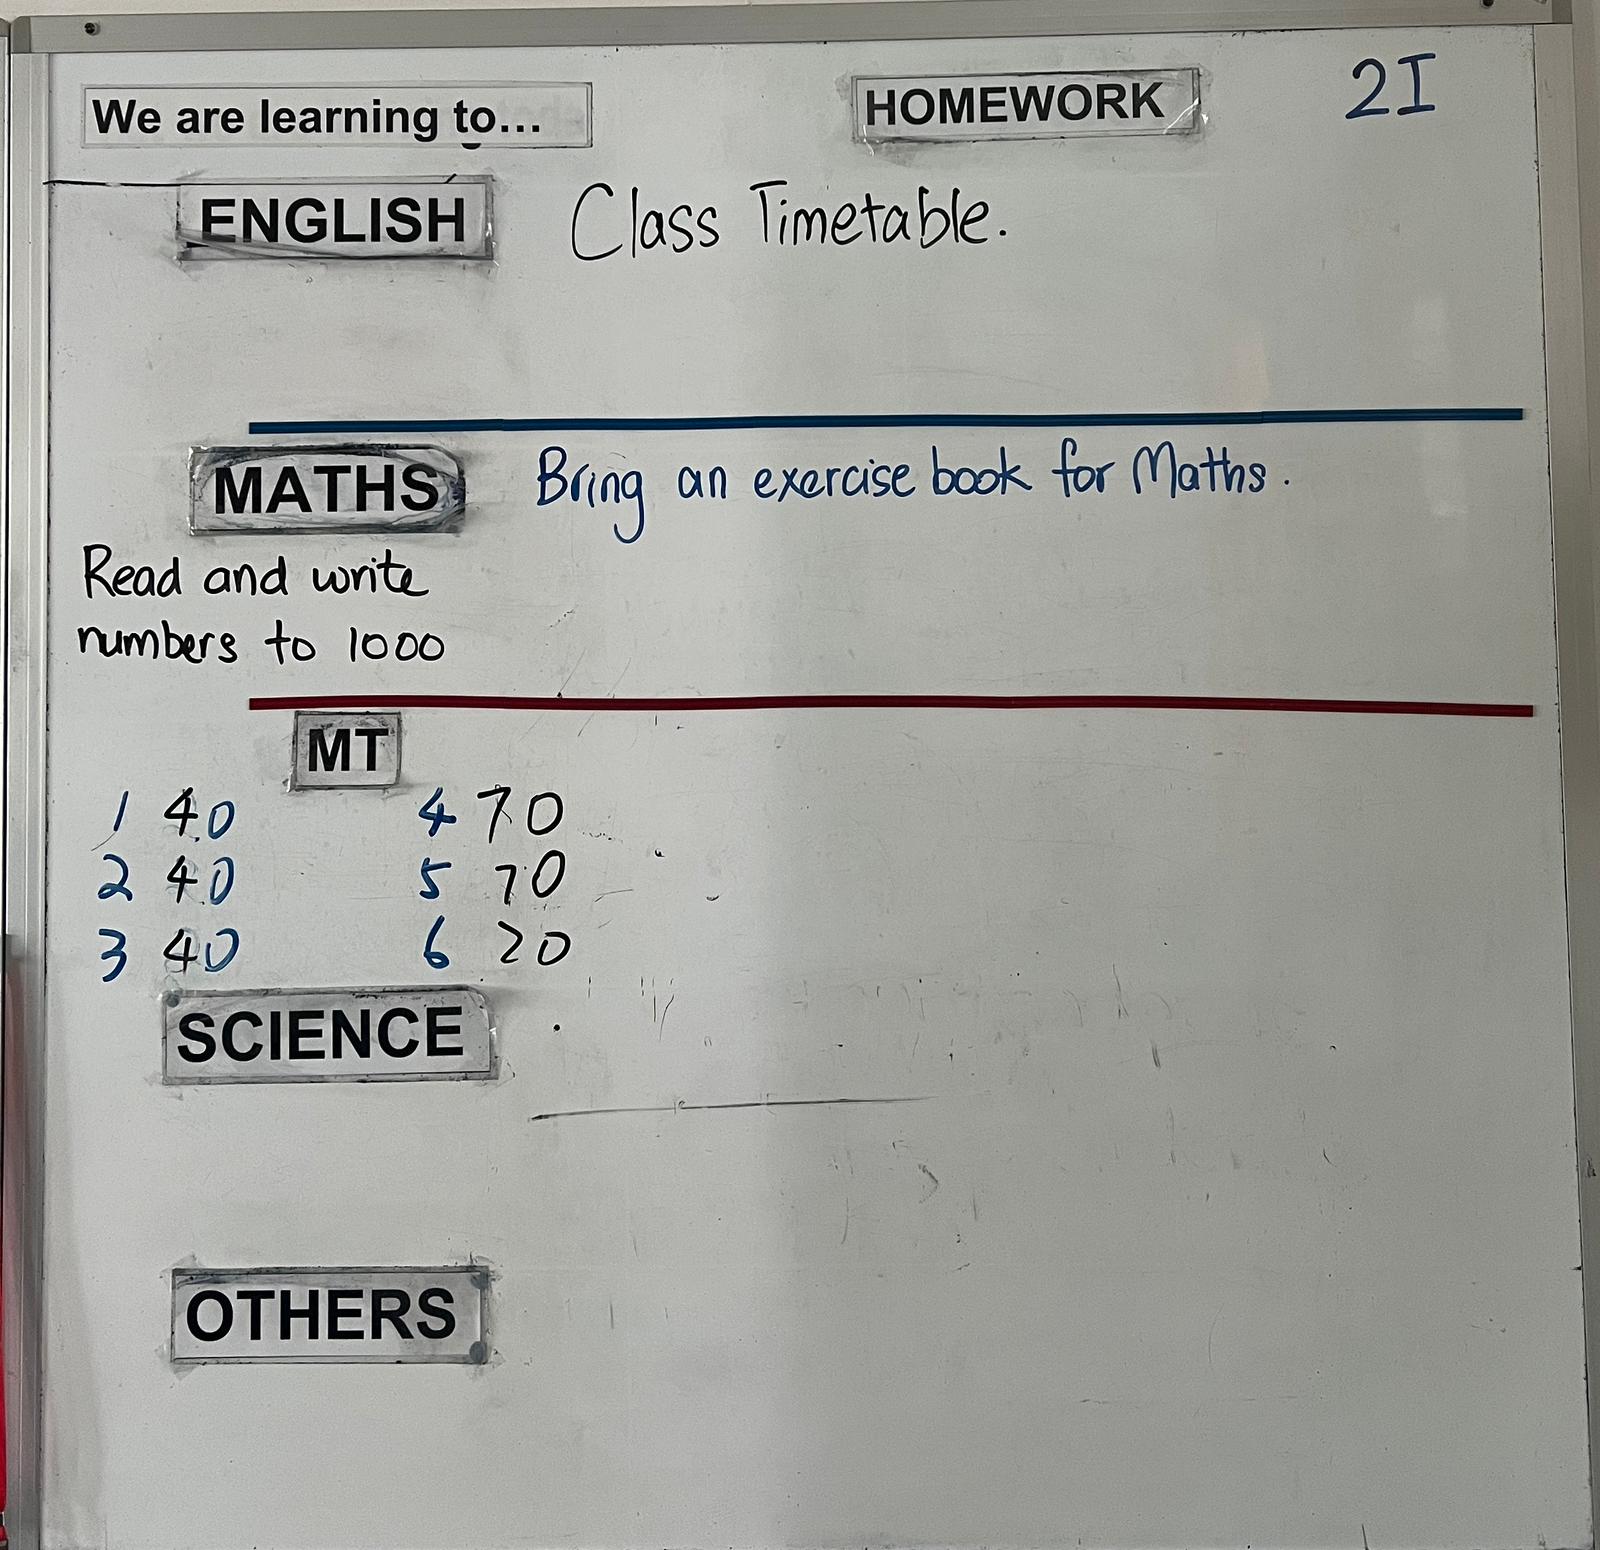 We are learning to...
HOMEWORK
2I
ENGLISH
Class Timetable.
MATHS
Bring an exercise book for Maths.
Read and write
numbers to 1000
MT
1 40
4 70
2 40
5 70
3 40
6 20
SCIENCE
OTHERS